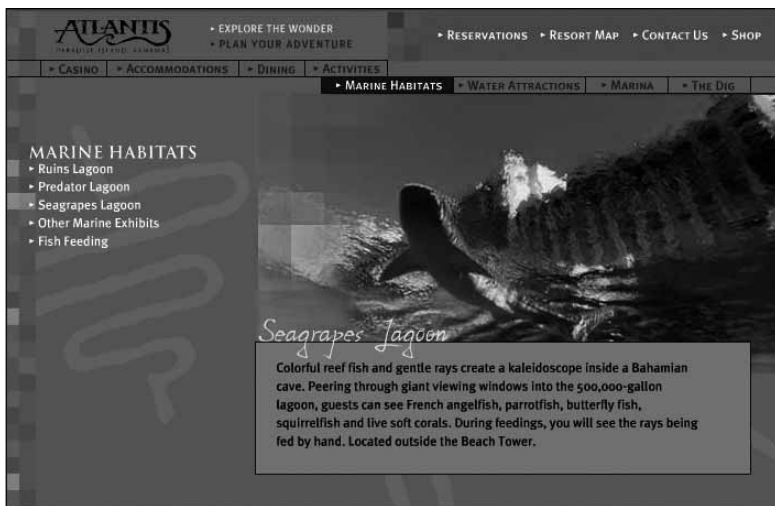 ATLANTIS
PARADISE ISLAND, BAHAMAS
▸ EXPLORE THE WONDER
▸ PLAN YOUR ADVENTURE
▸ RESERVATIONS ▸ RESORT MAP ▸ CONTACT US ▸ SHOP
▸ CASINO ▸ ACCOMMODATIONS ▸ DINING ▸ ACTIVITIES
▸ MARINE HABITATS ▸ WATER ATTRACTIONS ▸ MARINA ▸ THE DIG
MARINE HABITATS
▸ Ruins Lagoon
▸ Predator Lagoon
▸ Seagrapes Lagoon
▸ Other Marine Exhibits
▸ Fish Feeding
Seagrapes Lagoon
Colorful reef fish and gentle rays create a kaleidoscope inside a Bahamian
cave. Peering through giant viewing windows into the 500,000-gallon
lagoon, guests can see French angelfish, parrotfish, butterfly fish,
squirrelfish and live soft corals. During feedings, you will see the rays being
fed by hand. Located outside the Beach Tower.